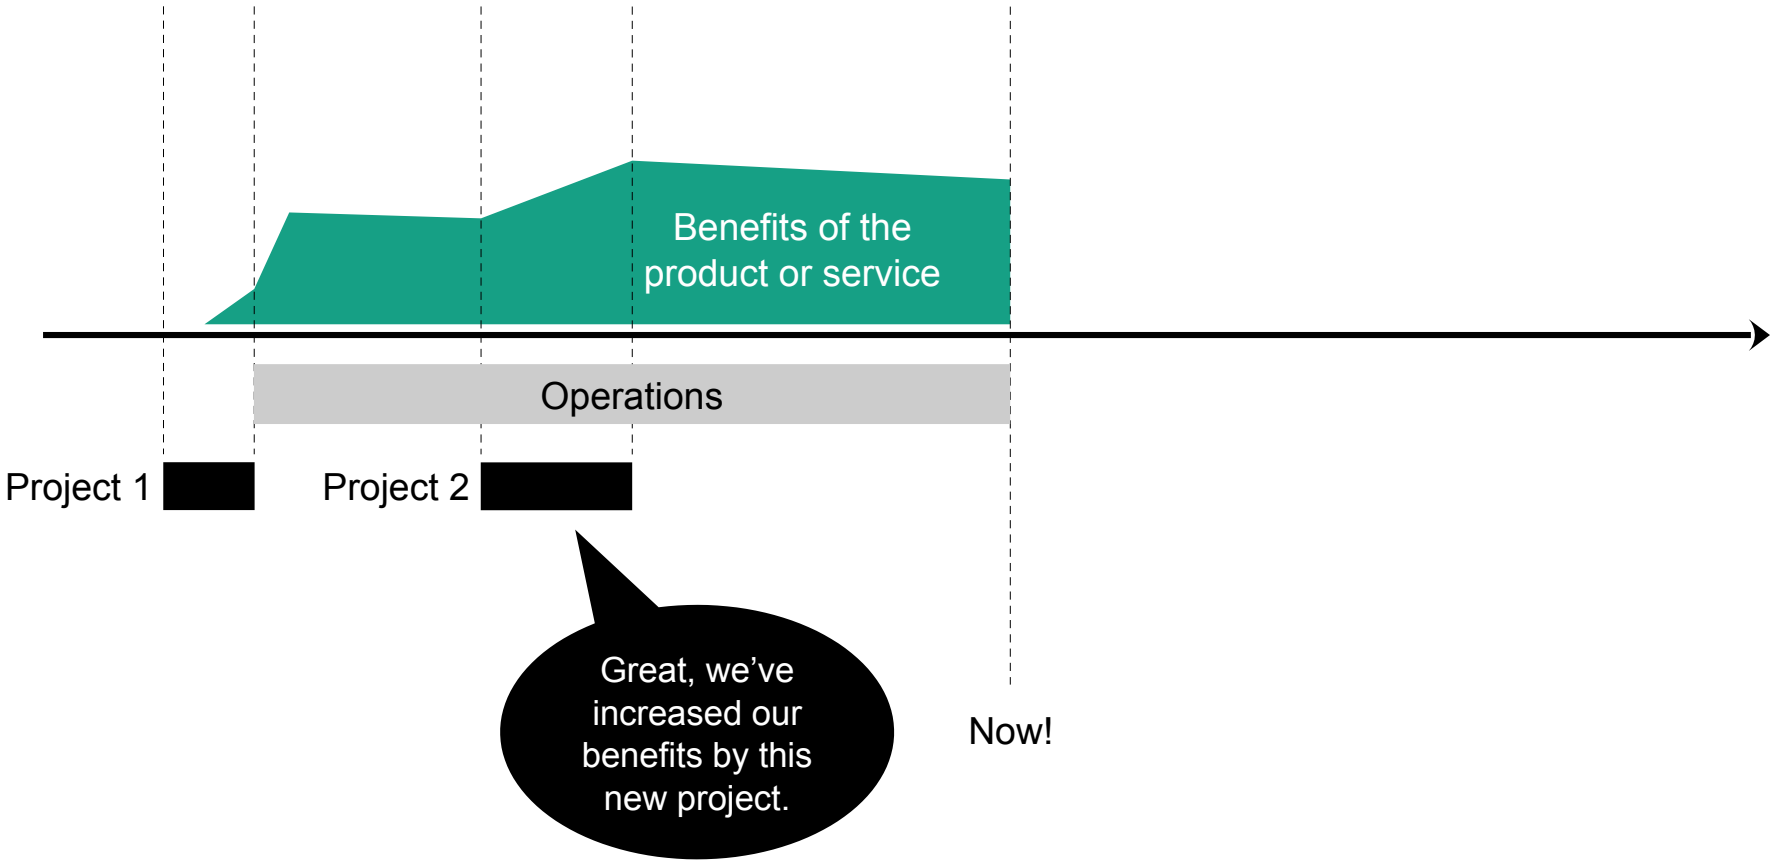 Benefits of the
product or service
Operations
Project 1
Project 2
Great, we’ve
increased our
benefits by this
new project.
Now!